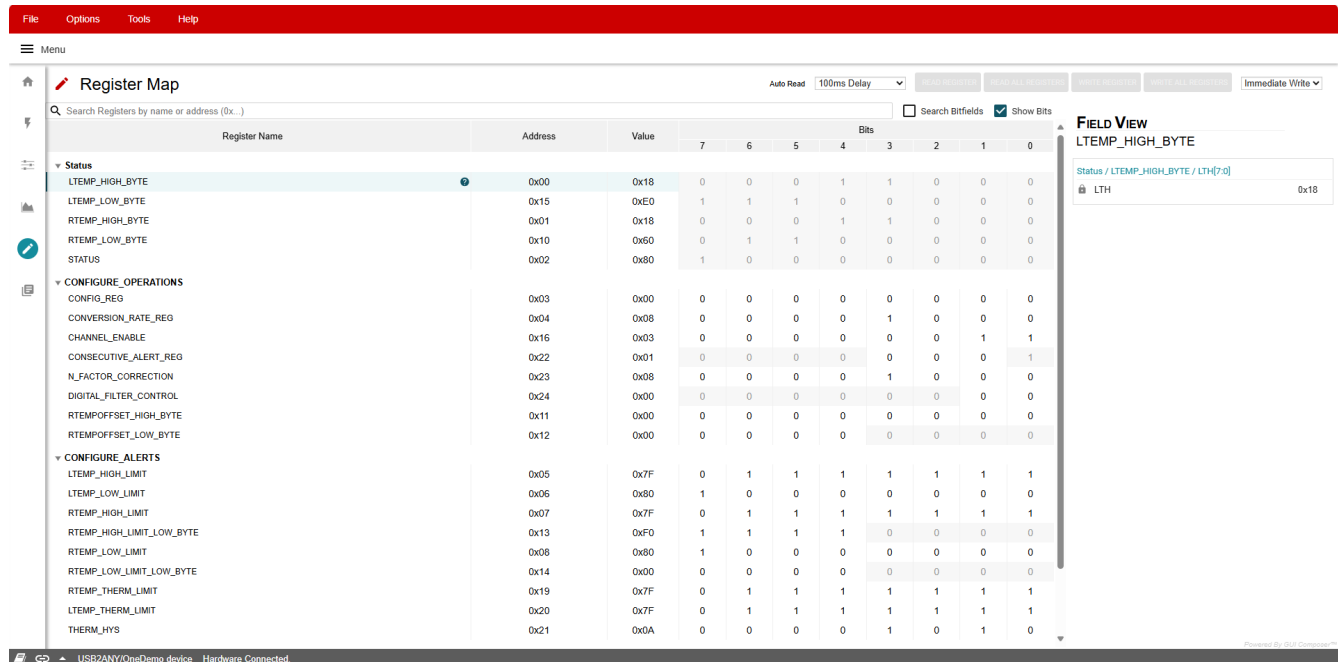 File Options Tools Help
Menu
Register Map
Auto Read 100ms Delay READ REGISTER READ ALL REGISTERS WRITE REGISTER WRITE ALL REGISTERS Immediate Write
Search Registers by name or address (0x...) Search Bitfields Show Bits
Register Name Address Value Bits
7 6 5 4 3 2 1 0
Status
LTEMP_HIGH_BYTE 0x00 0x18 0 0 0 1 1 0 0 0
LTEMP_LOW_BYTE 0x15 0xE0 1 1 1 0 0 0 0 0
RTEMP_HIGH_BYTE 0x01 0x18 0 0 0 1 1 0 0 0
RTEMP_LOW_BYTE 0x10 0x60 0 1 1 0 0 0 0 0
STATUS 0x02 0x80 1 0 0 0 0 0 0 0
CONFIGURE_OPERATIONS
CONFIG_REG 0x03 0x00 0 0 0 0 0 0 0 0
CONVERSION_RATE_REG 0x04 0x08 0 0 0 0 1 0 0 0
CHANNEL_ENABLE 0x16 0x03 0 0 0 0 0 0 1 1
CONSECUTIVE_ALERT_REG 0x22 0x01 0 0 0 0 0 0 0 1
N_FACTOR_CORRECTION 0x23 0x08 0 0 0 0 1 0 0 0
DIGITAL_FILTER_CONTROL 0x24 0x00 0 0 0 0 0 0 0 0
RTEMPOFFSET_HIGH_BYTE 0x11 0x00 0 0 0 0 0 0 0 0
RTEMPOFFSET_LOW_BYTE 0x12 0x00 0 0 0 0 0 0 0 0
CONFIGURE_ALERTS
LTEMP_HIGH_LIMIT 0x05 0x7F 0 1 1 1 1 1 1 1
LTEMP_LOW_LIMIT 0x06 0x80 1 0 0 0 0 0 0 0
RTEMP_HIGH_LIMIT 0x07 0x7F 0 1 1 1 1 1 1 1
RTEMP_HIGH_LIMIT_LOW_BYTE 0x13 0xF0 1 1 1 1 0 0 0 0
RTEMP_LOW_LIMIT 0x08 0x80 1 0 0 0 0 0 0 0
RTEMP_LOW_LIMIT_LOW_BYTE 0x14 0x00 0 0 0 0 0 0 0 0
RTEMP_THERM_LIMIT 0x19 0x7F 0 1 1 1 1 1 1 1
LTEMP_THERM_LIMIT 0x20 0x7F 0 1 1 1 1 1 1 1
THERM_HYS 0x21 0x0A 0 0 0 0 1 0 1 0
FIELD VIEW
LTEMP_HIGH_BYTE
Status / LTEMP_HIGH_BYTE / LTH[7:0]
LTH 0x18
Powered By GUI Composer™
USB2ANY/OneDemo device Hardware Connected.